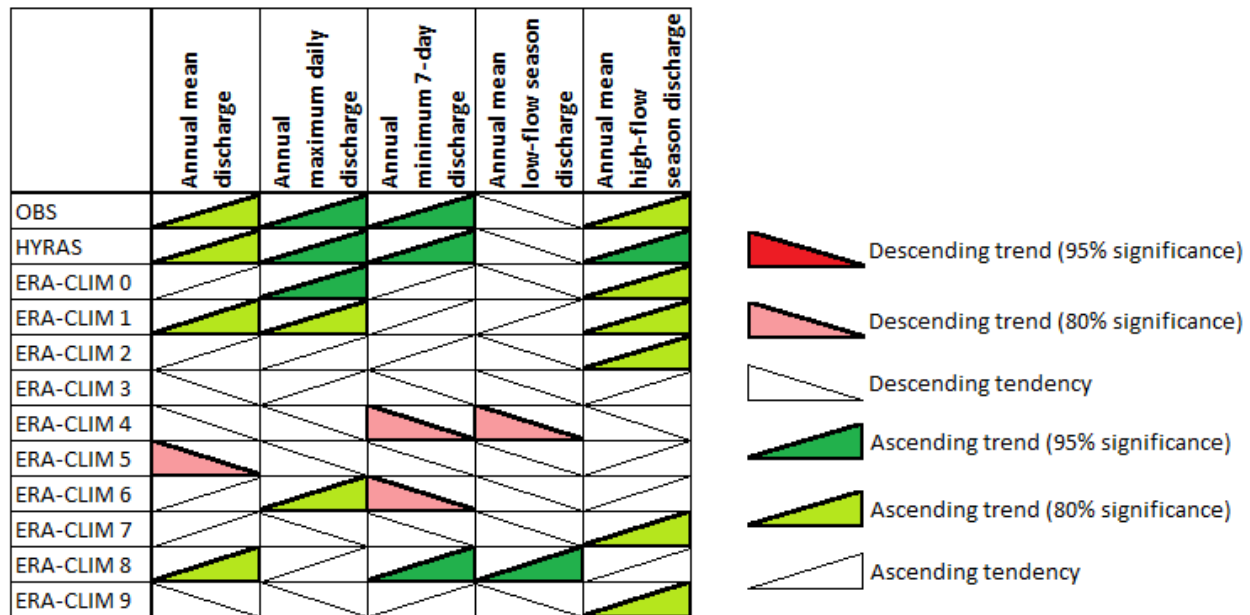 Annual mean
discharge
Annual
maximum daily
discharge
Annual
minimum 7-day
discharge
Annual mean
low-flow season
discharge
Annual mean
high-flow
season discharge
OBS
HYRAS
ERA-CLIM 0
ERA-CLIM 1
ERA-CLIM 2
ERA-CLIM 3
ERA-CLIM 4
ERA-CLIM 5
ERA-CLIM 6
ERA-CLIM 7
ERA-CLIM 8
ERA-CLIM 9
Descending trend (95% significance)
Descending trend (80% significance)
Descending tendency
Ascending trend (95% significance)
Ascending trend (80% significance)
Ascending tendency